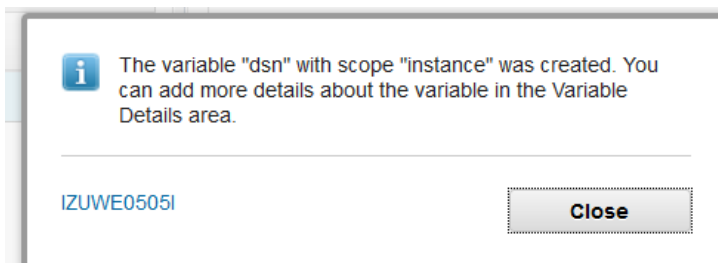 The variable "dsn" with scope "instance" was created. You
can add more details about the variable in the Variable
Details area.
IZUWE0505I
Close